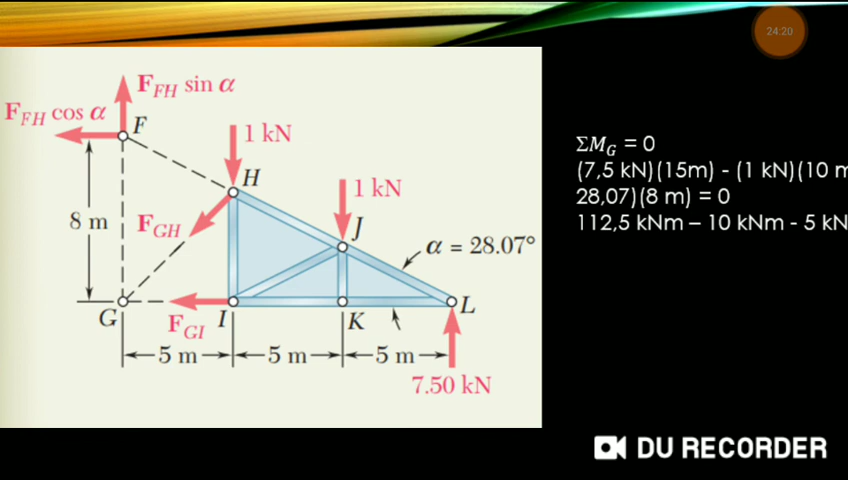 24:20
F_FH sin α
F_FH cos α
F
1 kN
H
1 kN
8 m
F_GH
J
α = 28.07°
G
F_GI
I
K
L
5 m
5 m
5 m
7.50 kN
ΣM_G = 0
(7,5 kN)(15m) - (1 kN)(10
28,07)(8 m) = 0
112,5 kNm – 10 kNm - 5
DU RECORDER